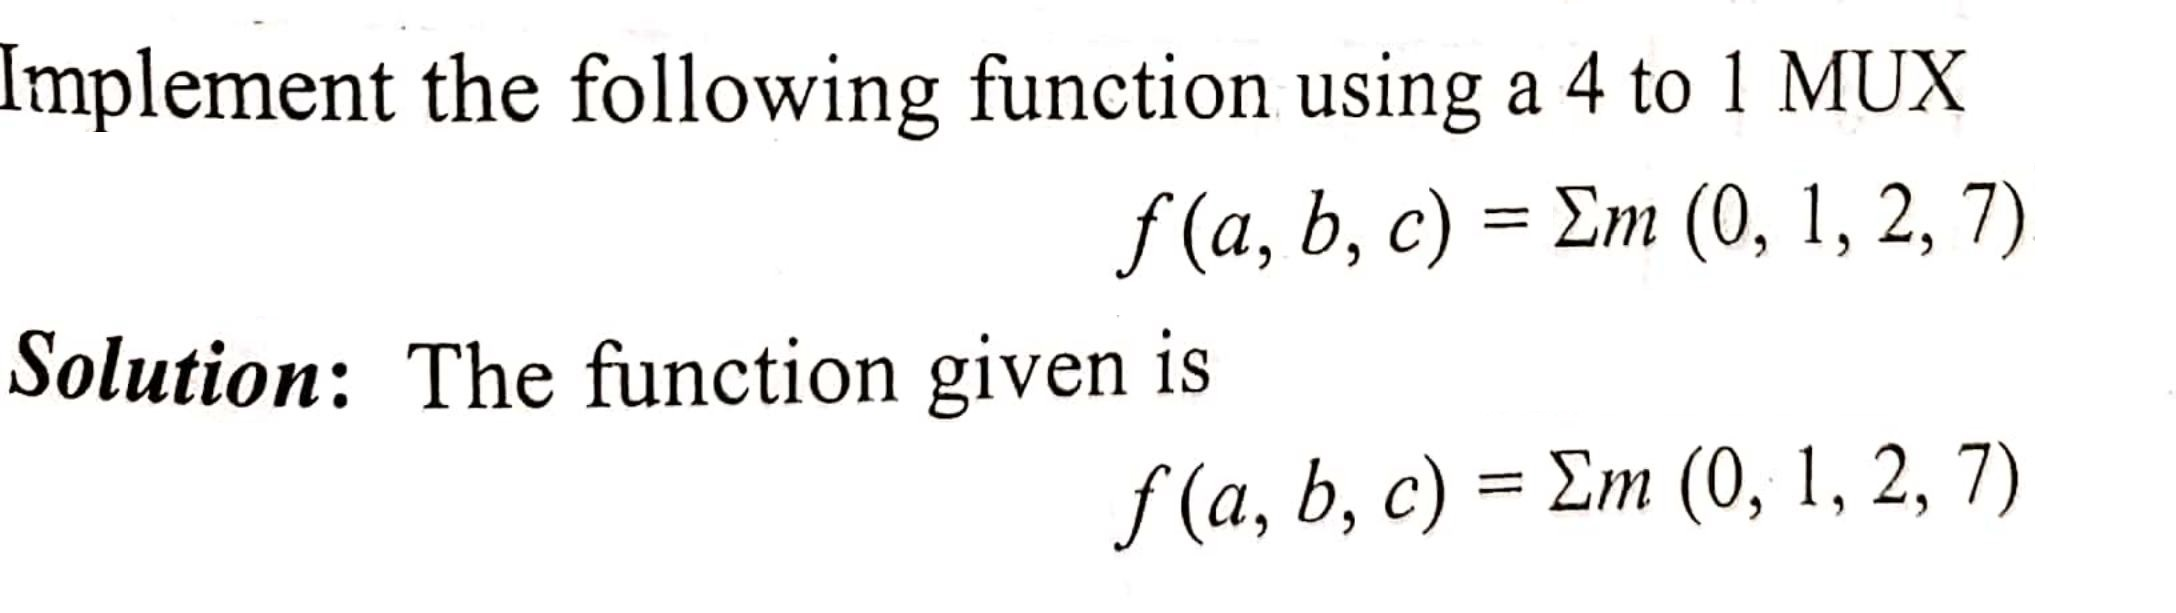 Implement the following function using a 4 to 1 MUX
f (a, b, c) = Σm (0, 1, 2, 7)
Solution: The function given is
f (a, b, c) = Σm (0, 1, 2, 7)